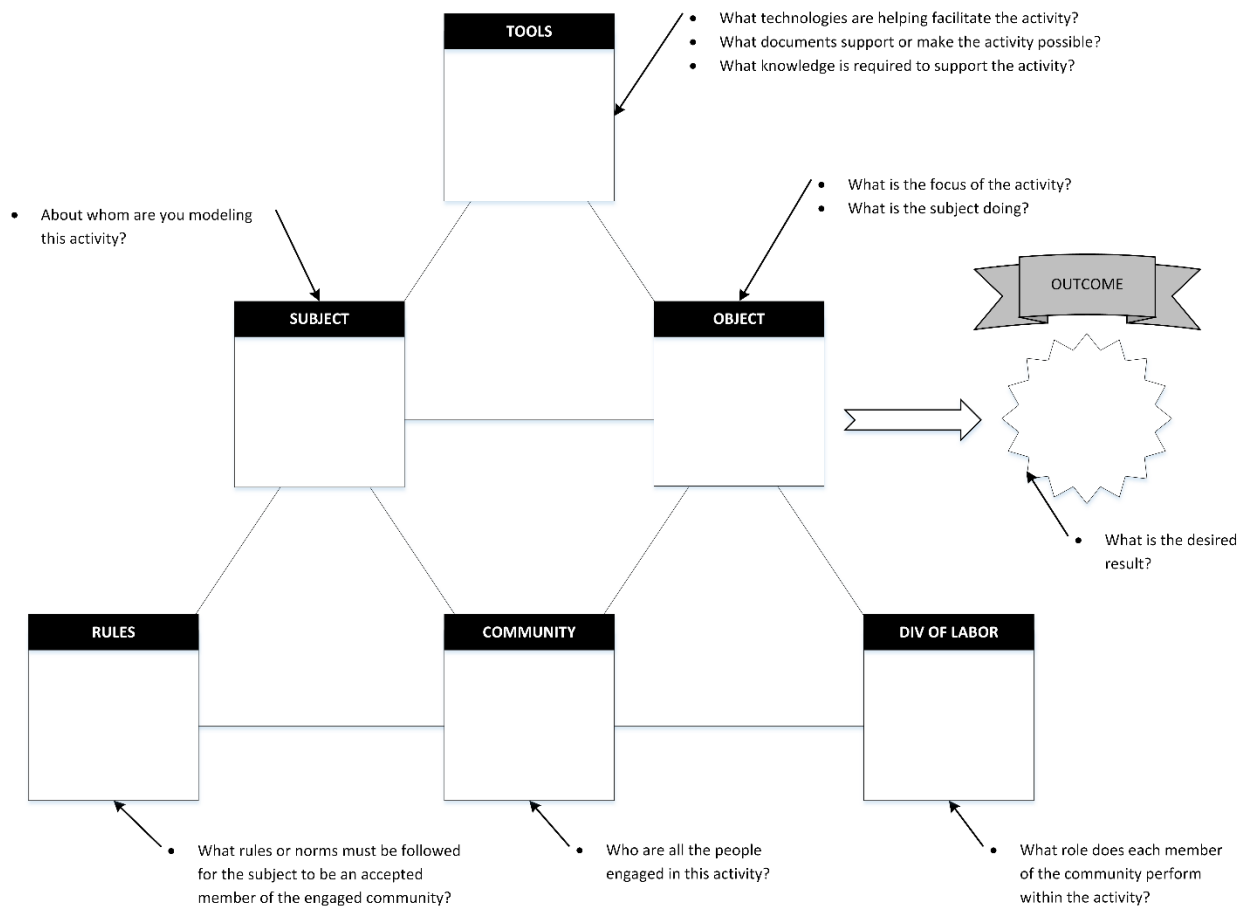 TOOLS
• What technologies are helping facilitate the activity?
• What documents support or make the activity possible?
• What knowledge is required to support the activity?
• What is the focus of the activity?
• What is the subject doing?
• About whom are you modeling
this activity?
OUTCOME
SUBJECT
OBJECT
• What is the desired
result?
RULES
COMMUNITY
DIV OF LABOR
• What rules or norms must be followed
for the subject to be an accepted
member of the engaged community?
• Who are all the people
engaged in this activity?
• What role does each member
of the community perform
within the activity?